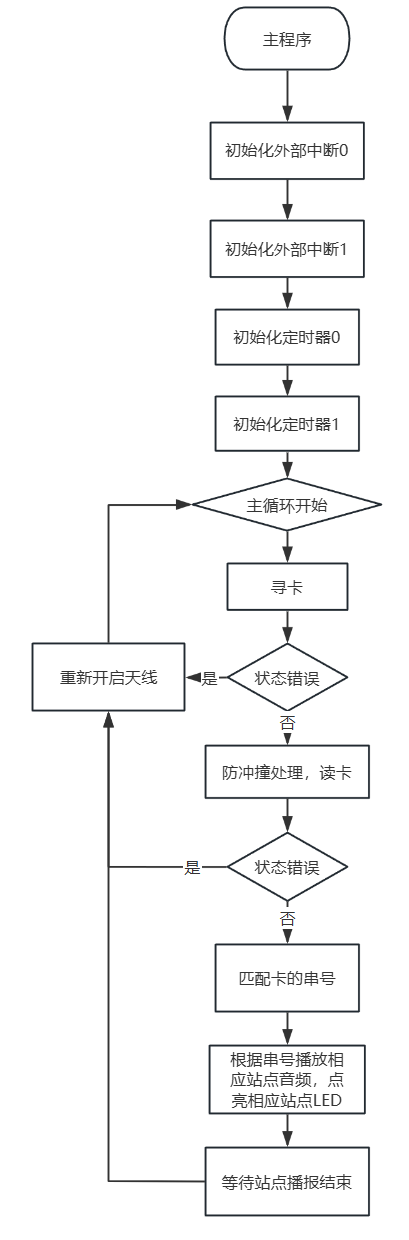 主程序
初始化外部中断0
初始化外部中断1
初始化定时器0
初始化定时器1
主循环开始
寻卡
重新开启天线
是
状态错误
否
防冲撞处理，读卡
是
状态错误
否
匹配卡的串号
根据串号播放相
应站点音频，点
亮相应站点LED
等待站点播报结束